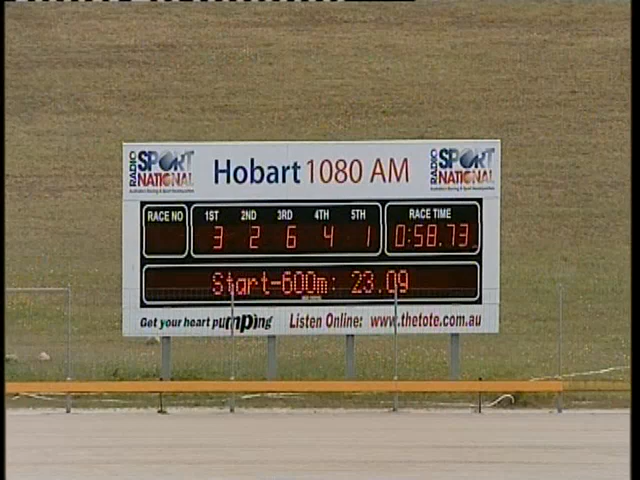 RADIO SPORT NATIONAL
Hobart 1080 AM
RADIO SPORT NATIONAL
RACE NO 1ST 2ND 3RD 4TH 5TH RACE TIME
3 2 6 4 1 0:58.73
Start-600m: 23.09
Get your heart pumping Listen Online: www.thetote.com.au